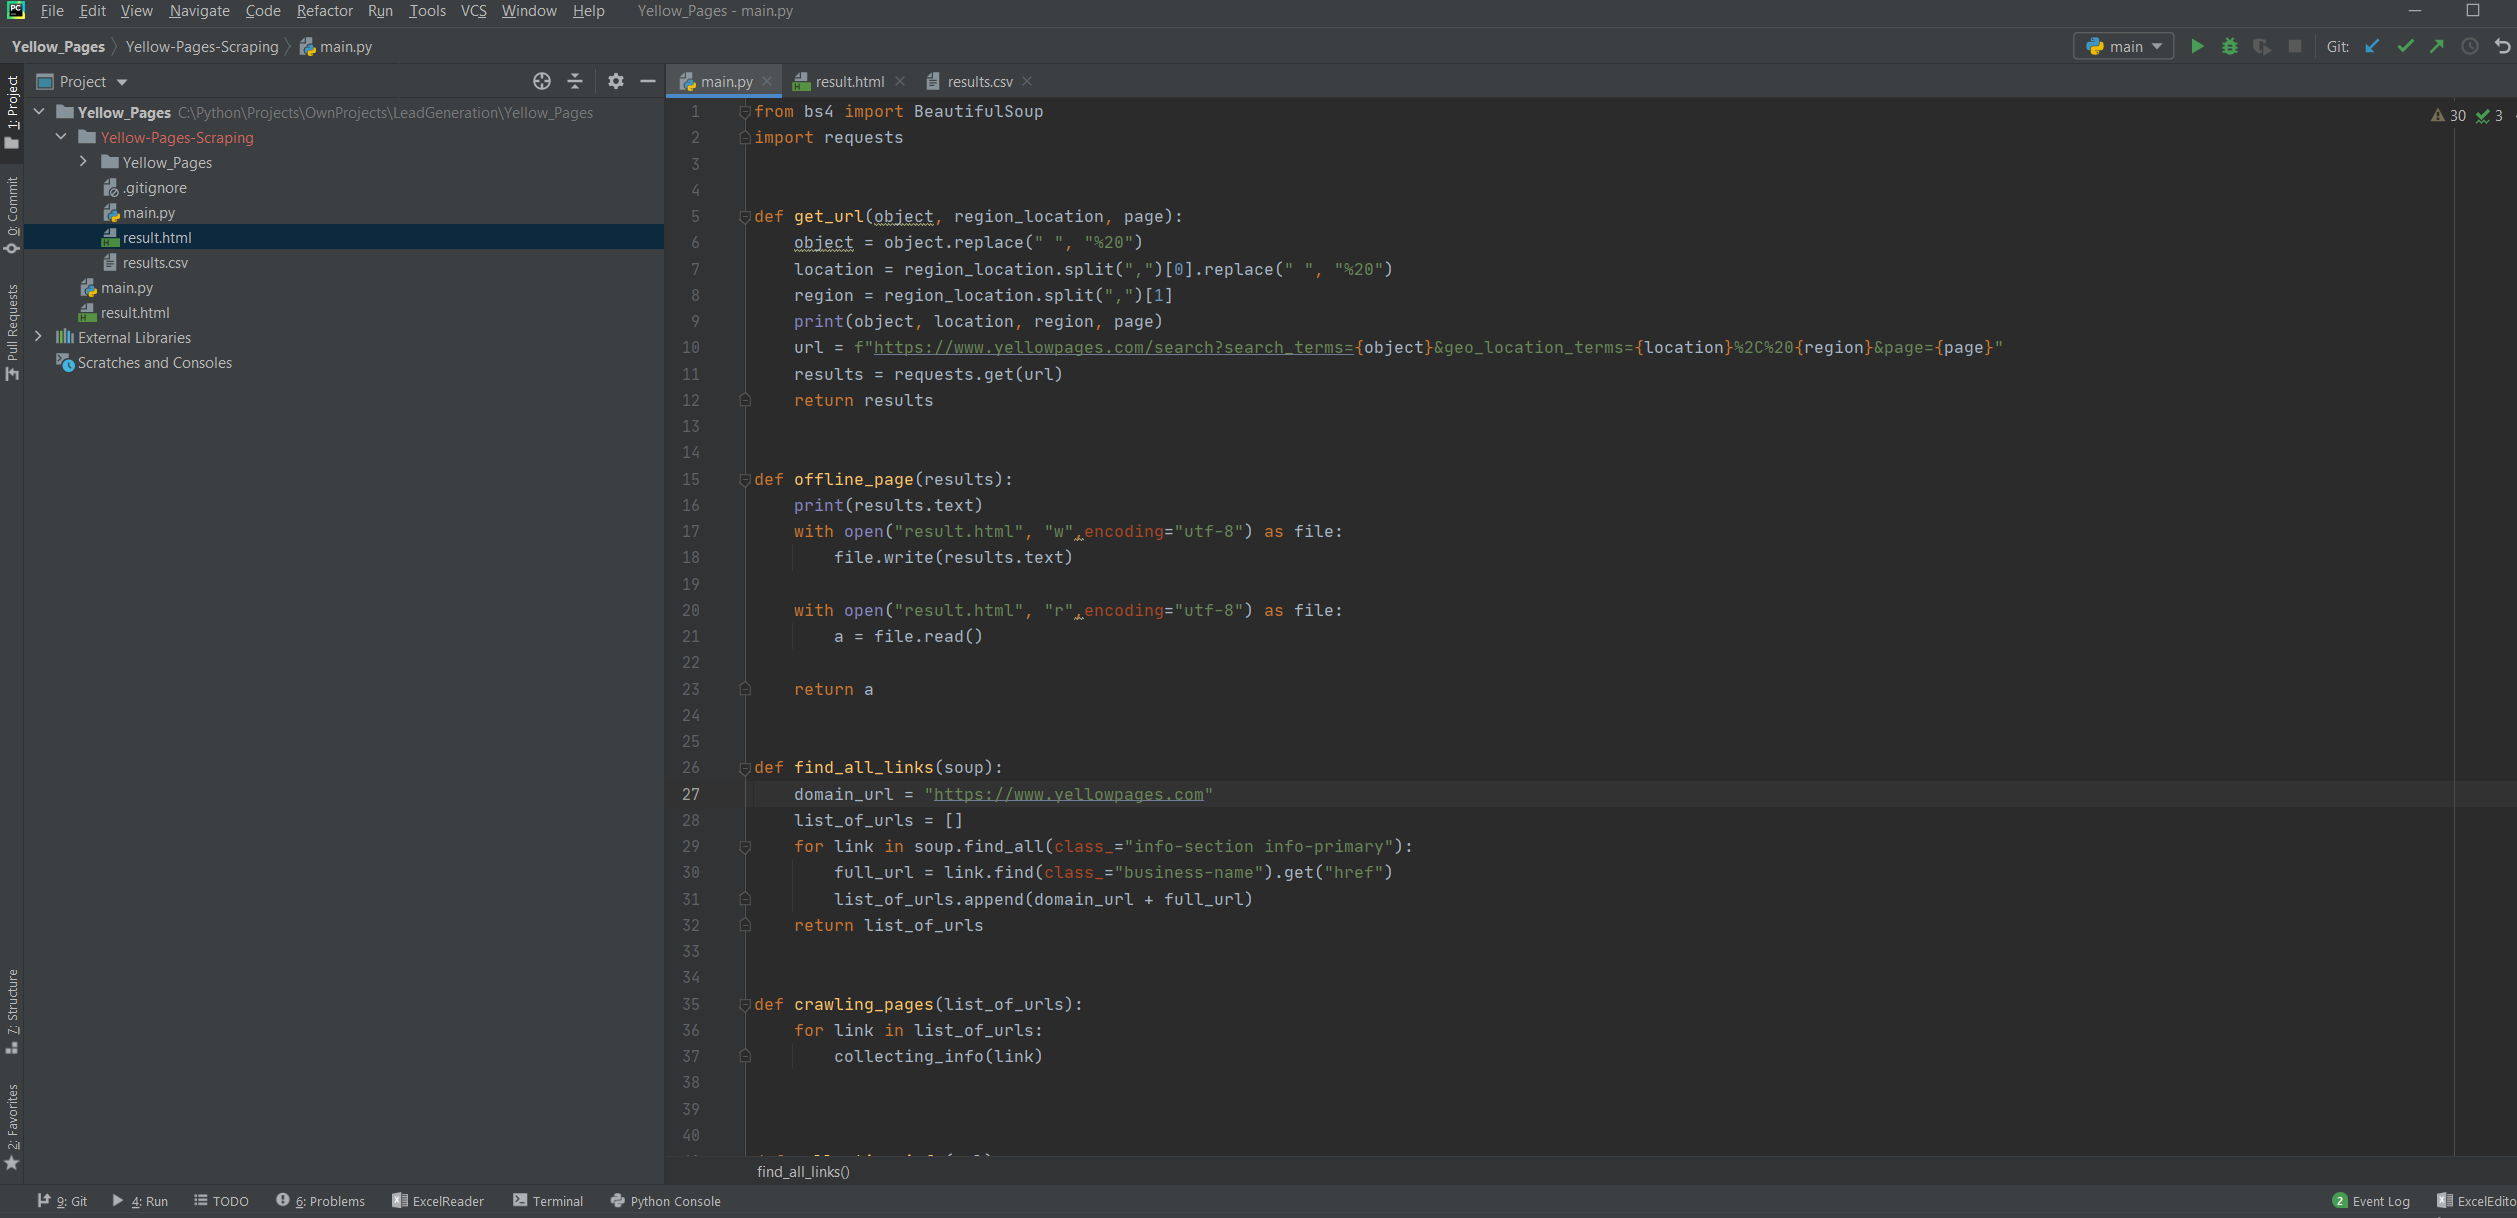 PC File Edit View Navigate Code Refactor Run Tools VCS Window Help Yellow_Pages - main.py
Yellow_Pages Yellow-Pages-Scraping main.py main Git:
Project main.py result.html results.csv
1: Project
0: Commit
Pull Requests
7: Structure
2: Favorites
Yellow_Pages C:\Python\Projects\OwnProjects\LeadGeneration\Yellow_Pages
Yellow-Pages-Scraping
Yellow_Pages
.gitignore
main.py
result.html
results.csv
main.py
result.html
External Libraries
Scratches and Consoles
30 3
1 from bs4 import BeautifulSoup
2 import requests
3
4
5 def get_url(object, region_location, page):
6 object = object.replace(" ", "%20")
7 location = region_location.split(",")[0].replace(" ", "%20")
8 region = region_location.split(",")[1]
9 print(object, location, region, page)
10 url = f"https://www.yellowpages.com/search?search_terms={object}&geo_location_terms={location}%2C%20{region}&page={page}"
11 results = requests.get(url)
12 return results
13
14
15 def offline_page(results):
16 print(results.text)
17 with open("result.html", "w",encoding="utf-8") as file:
18 file.write(results.text)
19
20 with open("result.html", "r",encoding="utf-8") as file:
21 a = file.read()
22
23 return a
24
25
26 def find_all_links(soup):
27 domain_url = "https://www.yellowpages.com"
28 list_of_urls = []
29 for link in soup.find_all(class_="info-section info-primary"):
30 full_url = link.find(class_="business-name").get("href")
31 list_of_urls.append(domain_url + full_url)
32 return list_of_urls
33
34
35 def crawling_pages(list_of_urls):
36 for link in list_of_urls:
37 collecting_info(link)
38
39
40
find_all_links()
9: Git 4: Run TODO 6: Problems ExcelReader Terminal Python Console 2 Event Log ExcelEdito